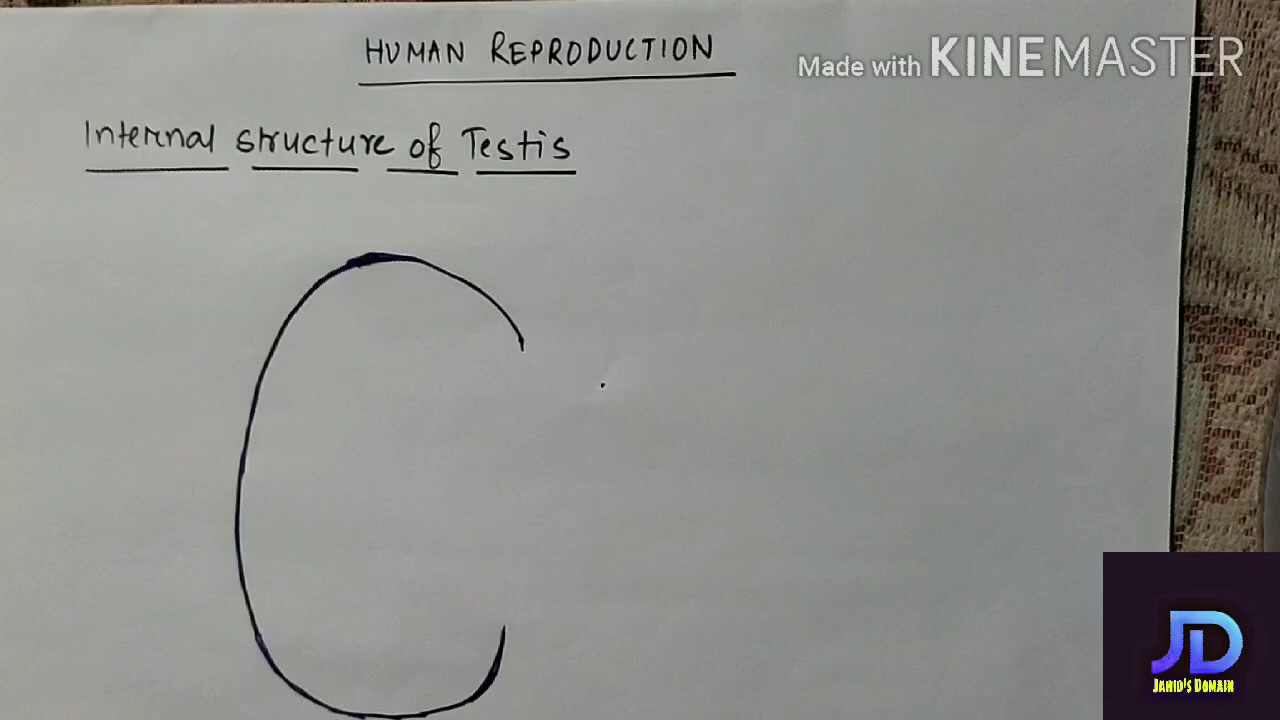 HUMAN REPRODUCTION
Made with KINEMASTER
Internal structure of Testis
JD
JAHID'S DOMAIN